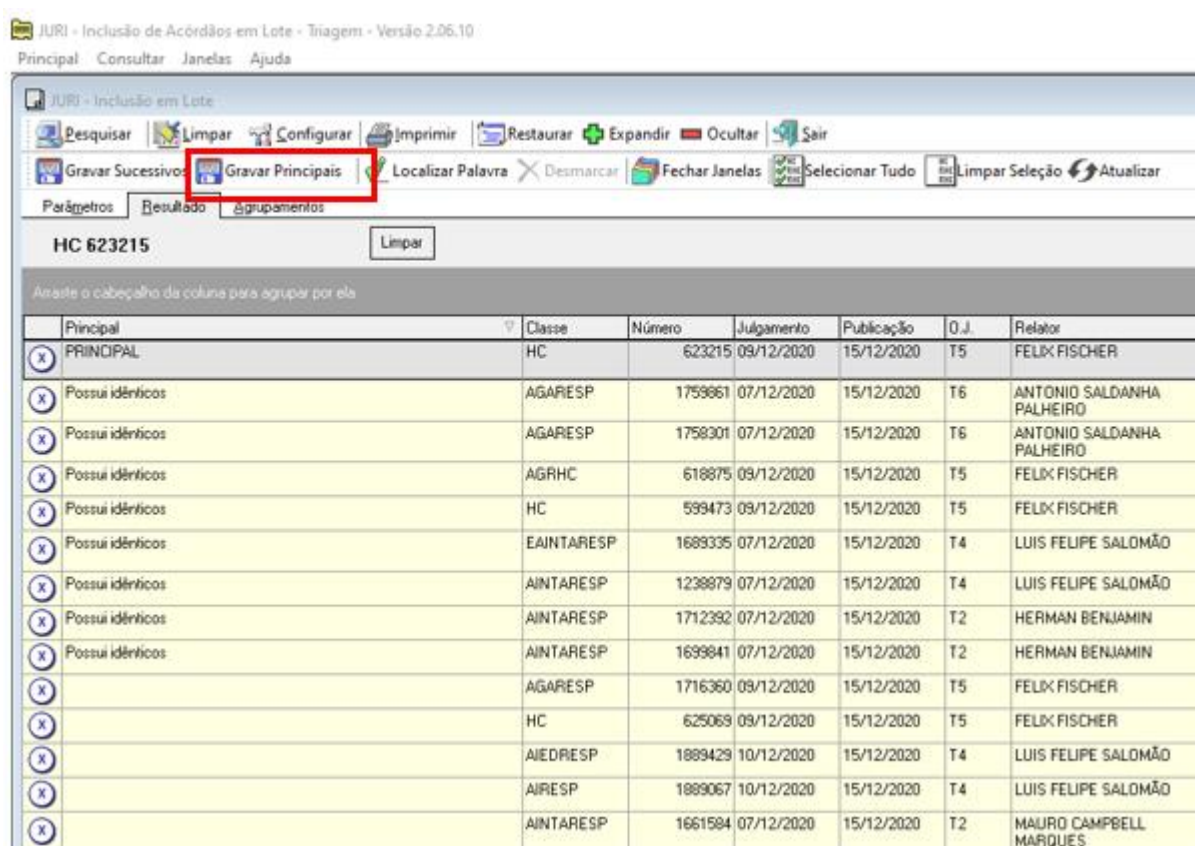 JURI - Inclusão de Acórdãos em Lote - Triagem - Versão 2.06.10
Principal Consultar Janelas Ajuda
JURI - Inclusão em Lote
Pesquisar Limpar Configurar Imprimir Restaurar Expandir Ocultar Sair
Gravar Sucessivos Gravar Principais Localizar Palavra Desmarcar Fechar Janelas Selecionar Tudo Limpar Seleção Atualizar
Parâmetros Resultado Agrupamentos
HC 623215 Limpar
Arraste o cabeçalho da coluna para agrupar por ela
Principal Classe Número Julgamento Publicação O.J. Relator
PRINCIPAL HC 623215 09/12/2020 15/12/2020 T5 FELIX FISCHER
Possui idênticos AGARESP 1759861 07/12/2020 15/12/2020 T6 ANTONIO SALDANHA
PALHEIRO
Possui idênticos AGARESP 1758301 07/12/2020 15/12/2020 T6 ANTONIO SALDANHA
PALHEIRO
Possui idênticos AGRHC 618875 09/12/2020 15/12/2020 T5 FELIX FISCHER
Possui idênticos HC 599473 09/12/2020 15/12/2020 T5 FELIX FISCHER
Possui idênticos EAINTARESP 1689335 07/12/2020 15/12/2020 T4 LUIS FELIPE SALOMÃO
Possui idênticos AINTARESP 1238879 07/12/2020 15/12/2020 T4 LUIS FELIPE SALOMÃO
Possui idênticos AINTARESP 1712392 07/12/2020 15/12/2020 T2 HERMAN BENJAMIN
Possui idênticos AINTARESP 1699841 07/12/2020 15/12/2020 T2 HERMAN BENJAMIN
AGARESP 1716360 09/12/2020 15/12/2020 T5 FELIX FISCHER
HC 625069 09/12/2020 15/12/2020 T5 FELIX FISCHER
AIEDRESP 1889429 10/12/2020 15/12/2020 T4 LUIS FELIPE SALOMÃO
AIRESP 1889067 10/12/2020 15/12/2020 T4 LUIS FELIPE SALOMÃO
AINTARESP 1661584 07/12/2020 15/12/2020 T2 MAURO CAMPBELL
MARQUES